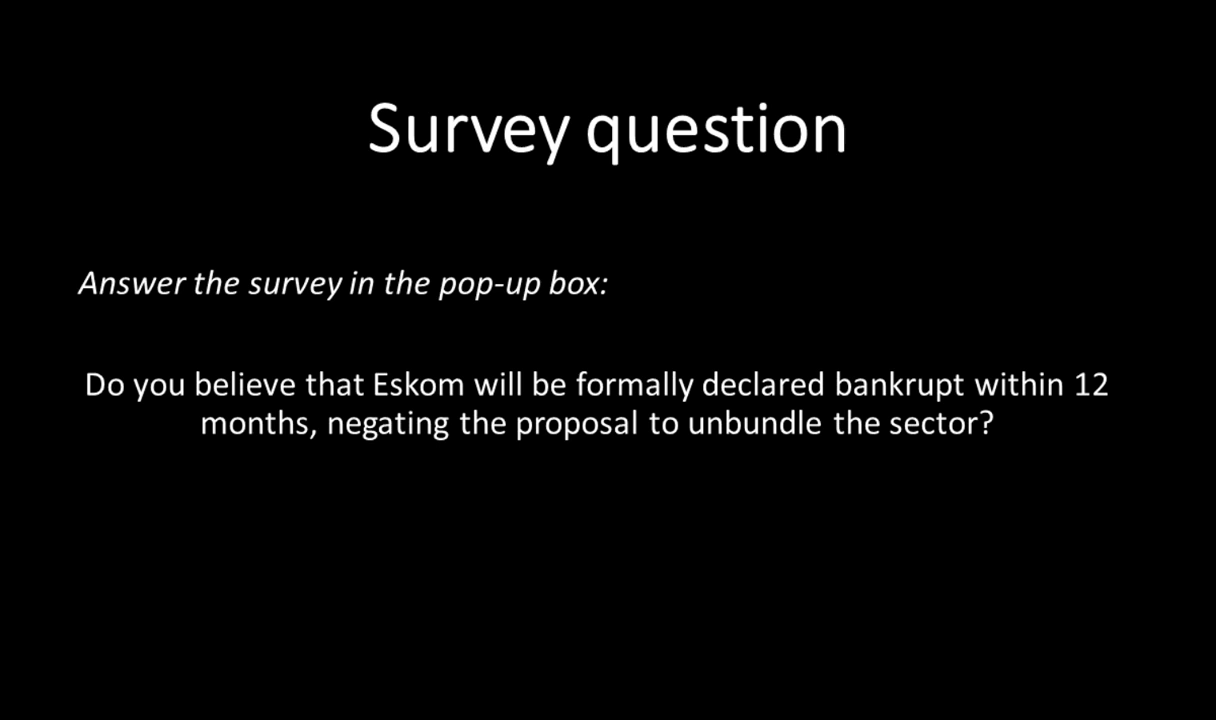 Survey question
Answer the survey in the pop-up box:
Do you believe that Eskom will be formally declared bankrupt within 12
months, negating the proposal to unbundle the sector?